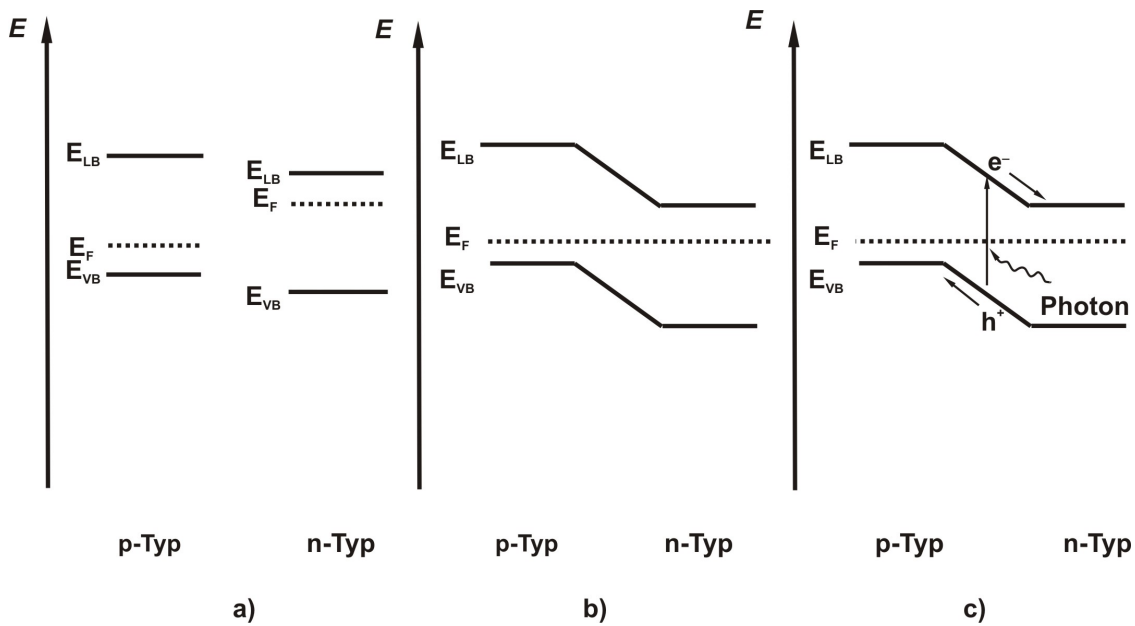 E
E_LB
E_LB
E_F
E_F
E_VB
E_VB
p-Typ
n-Typ
a)
E
E_LB
E_F
E_VB
p-Typ
n-Typ
b)
E
E_LB
e⁻
E_F
E_VB
Photon
h⁺
p-Typ
n-Typ
c)